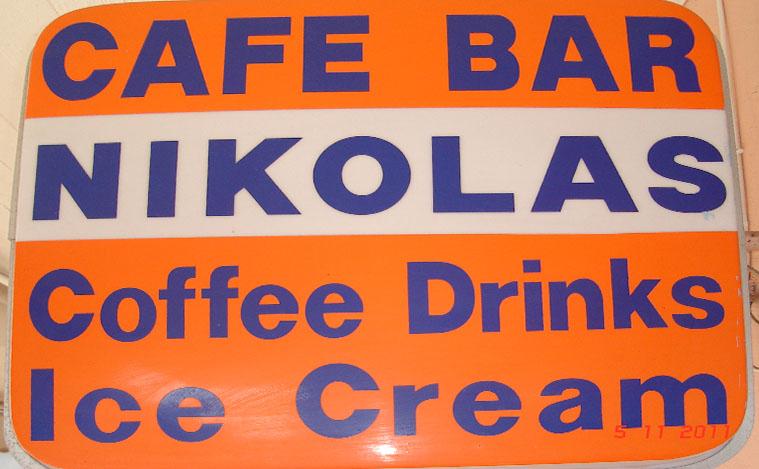 CAFE BAR
NIKOLAS
Coffee Drinks
Ice Cream
5 11 2011